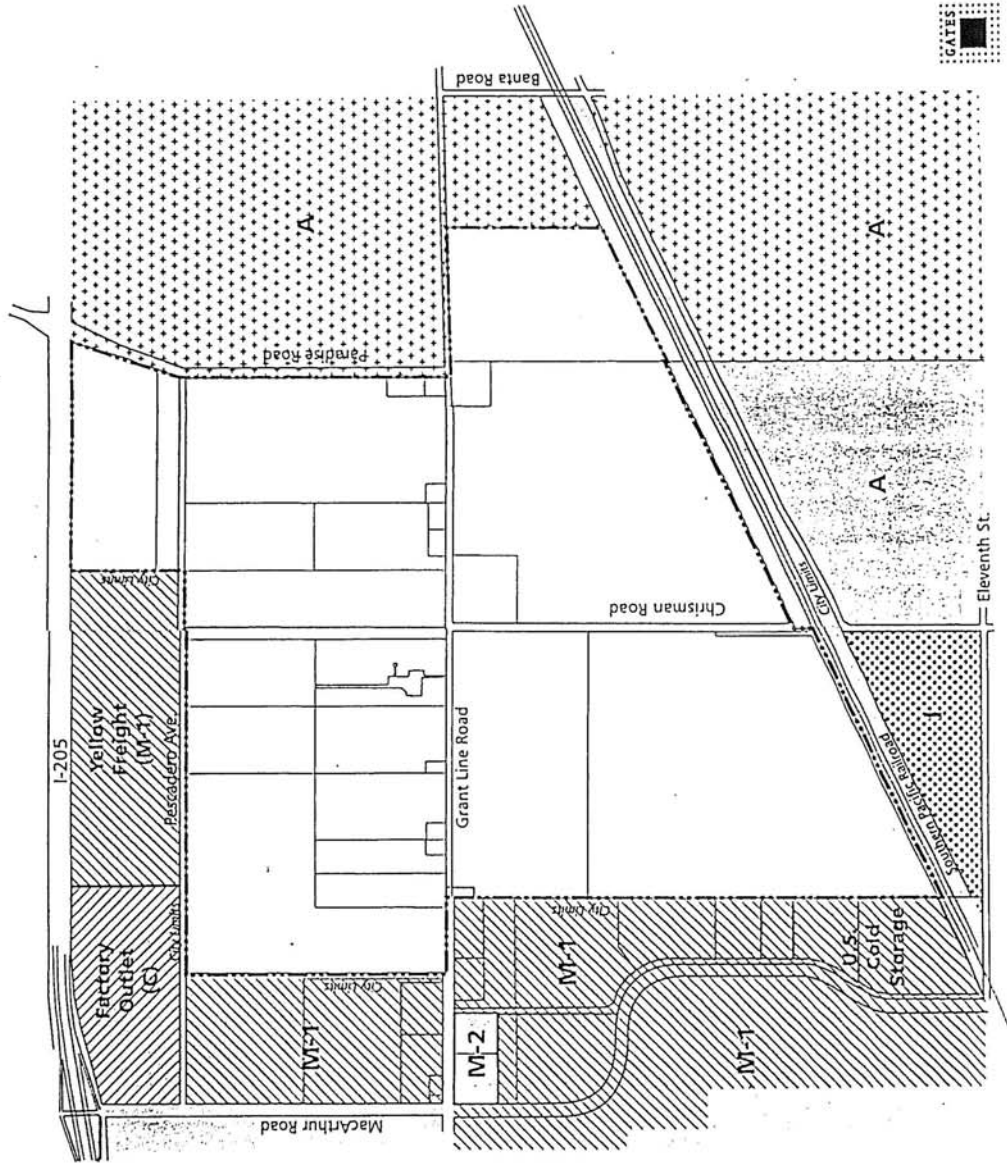 GATES
I-205
Banta Road
A
Paradise Road
City Limits
Yellow
Freight
(M-1)
Pescadero Ave.
Factory
Outlet
(C)
City Limits
City Limits
M-1
MacArthur Road
Grant Line Road
Chrisman Road
M-2
M-1
City Limits
M-1
U.S.
Cold
Storage
City Limits
Southern Pacific Railroad
I
A
A
Eleventh St.